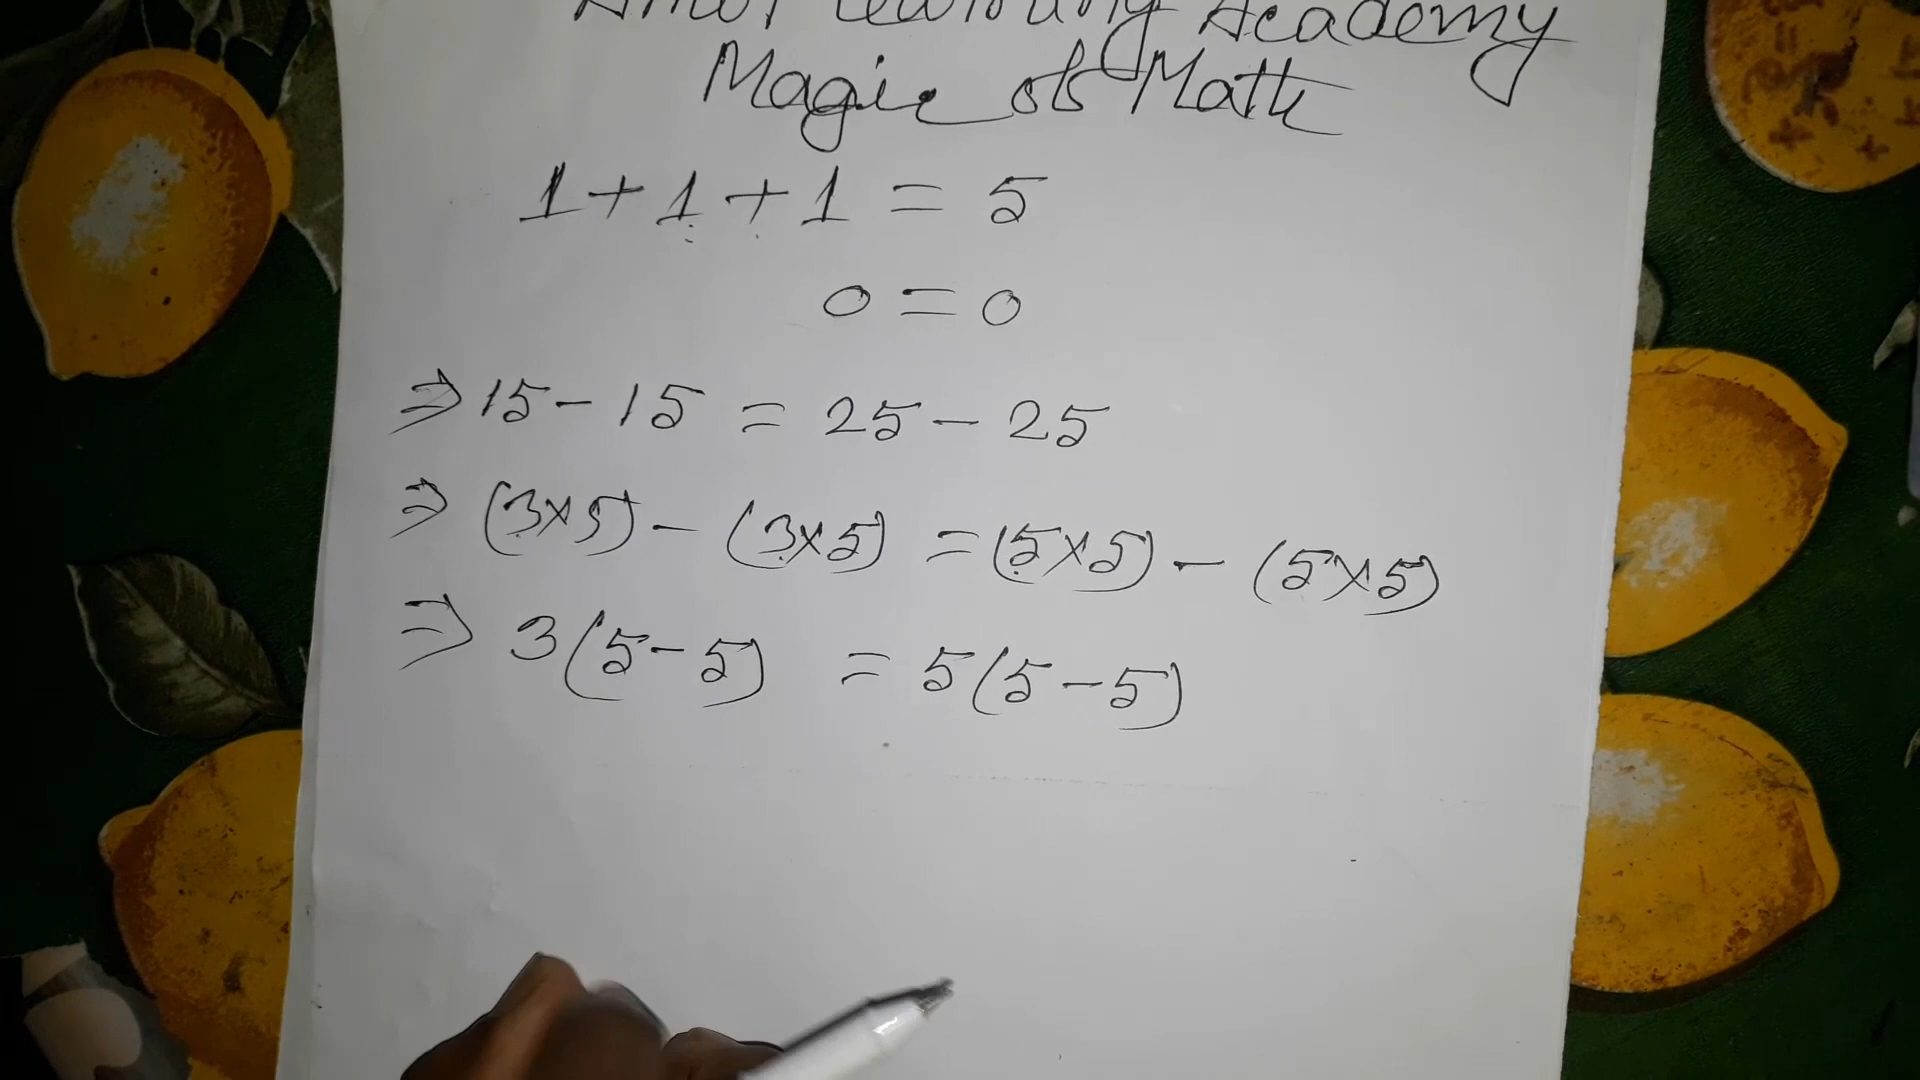 Learning Academy
Magic of Math
1+1+1 = 5
0 = 0
⇒ 15 - 15 = 25 - 25
⇒ (3×5) - (3×5) = (5×5) - (5×5)
⇒ 3(5-5) = 5(5-5)